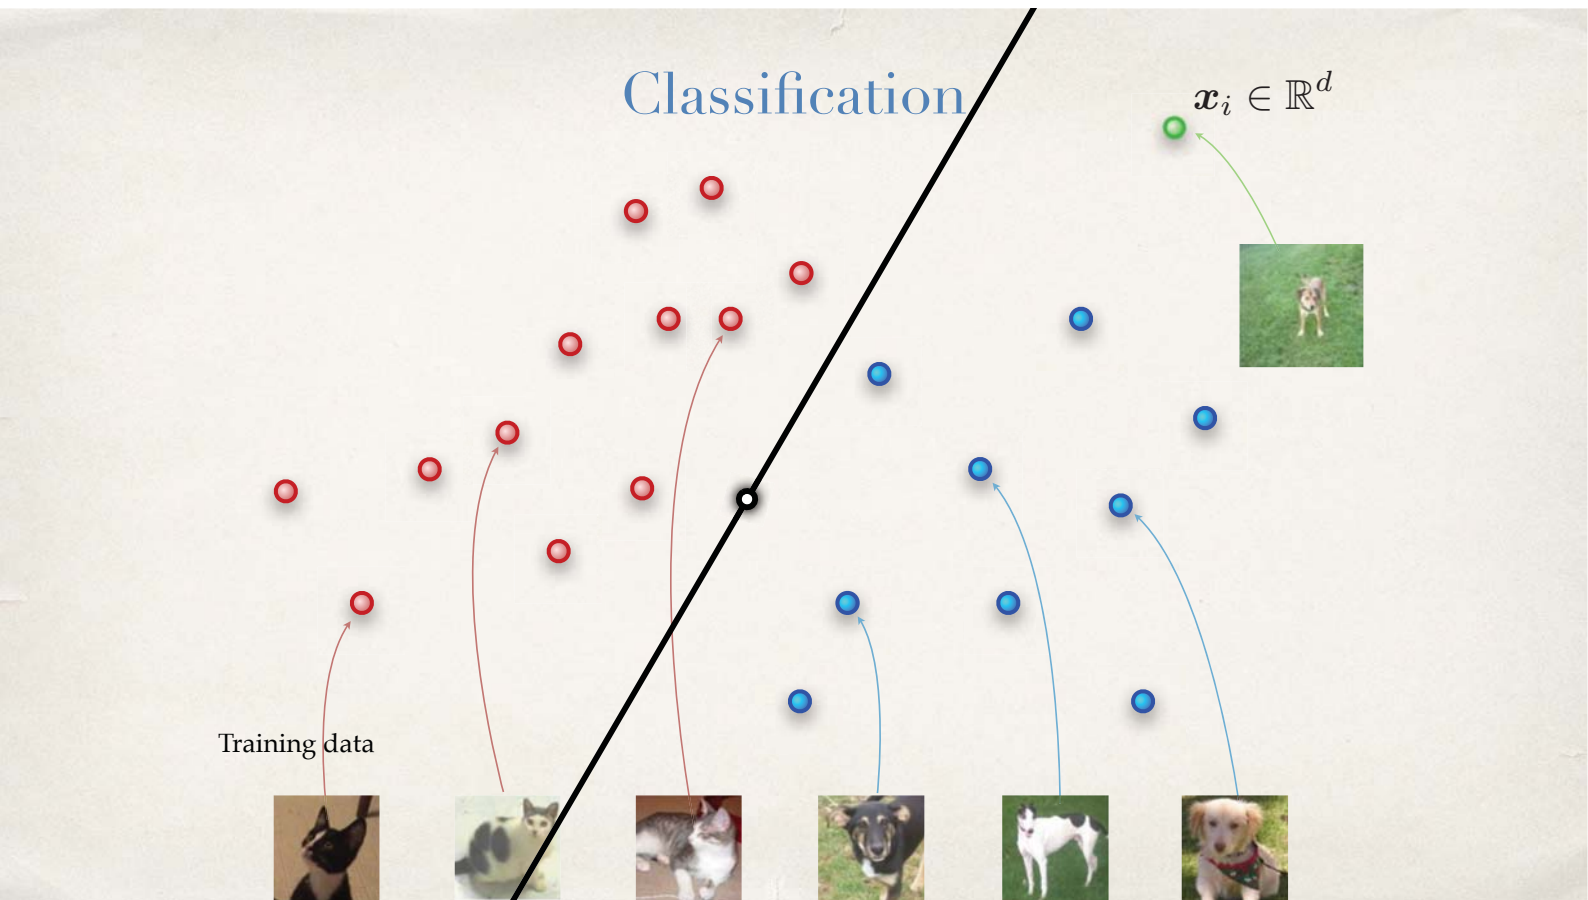 Classification
𝒙ᵢ ∈ ℝᵈ
Training data